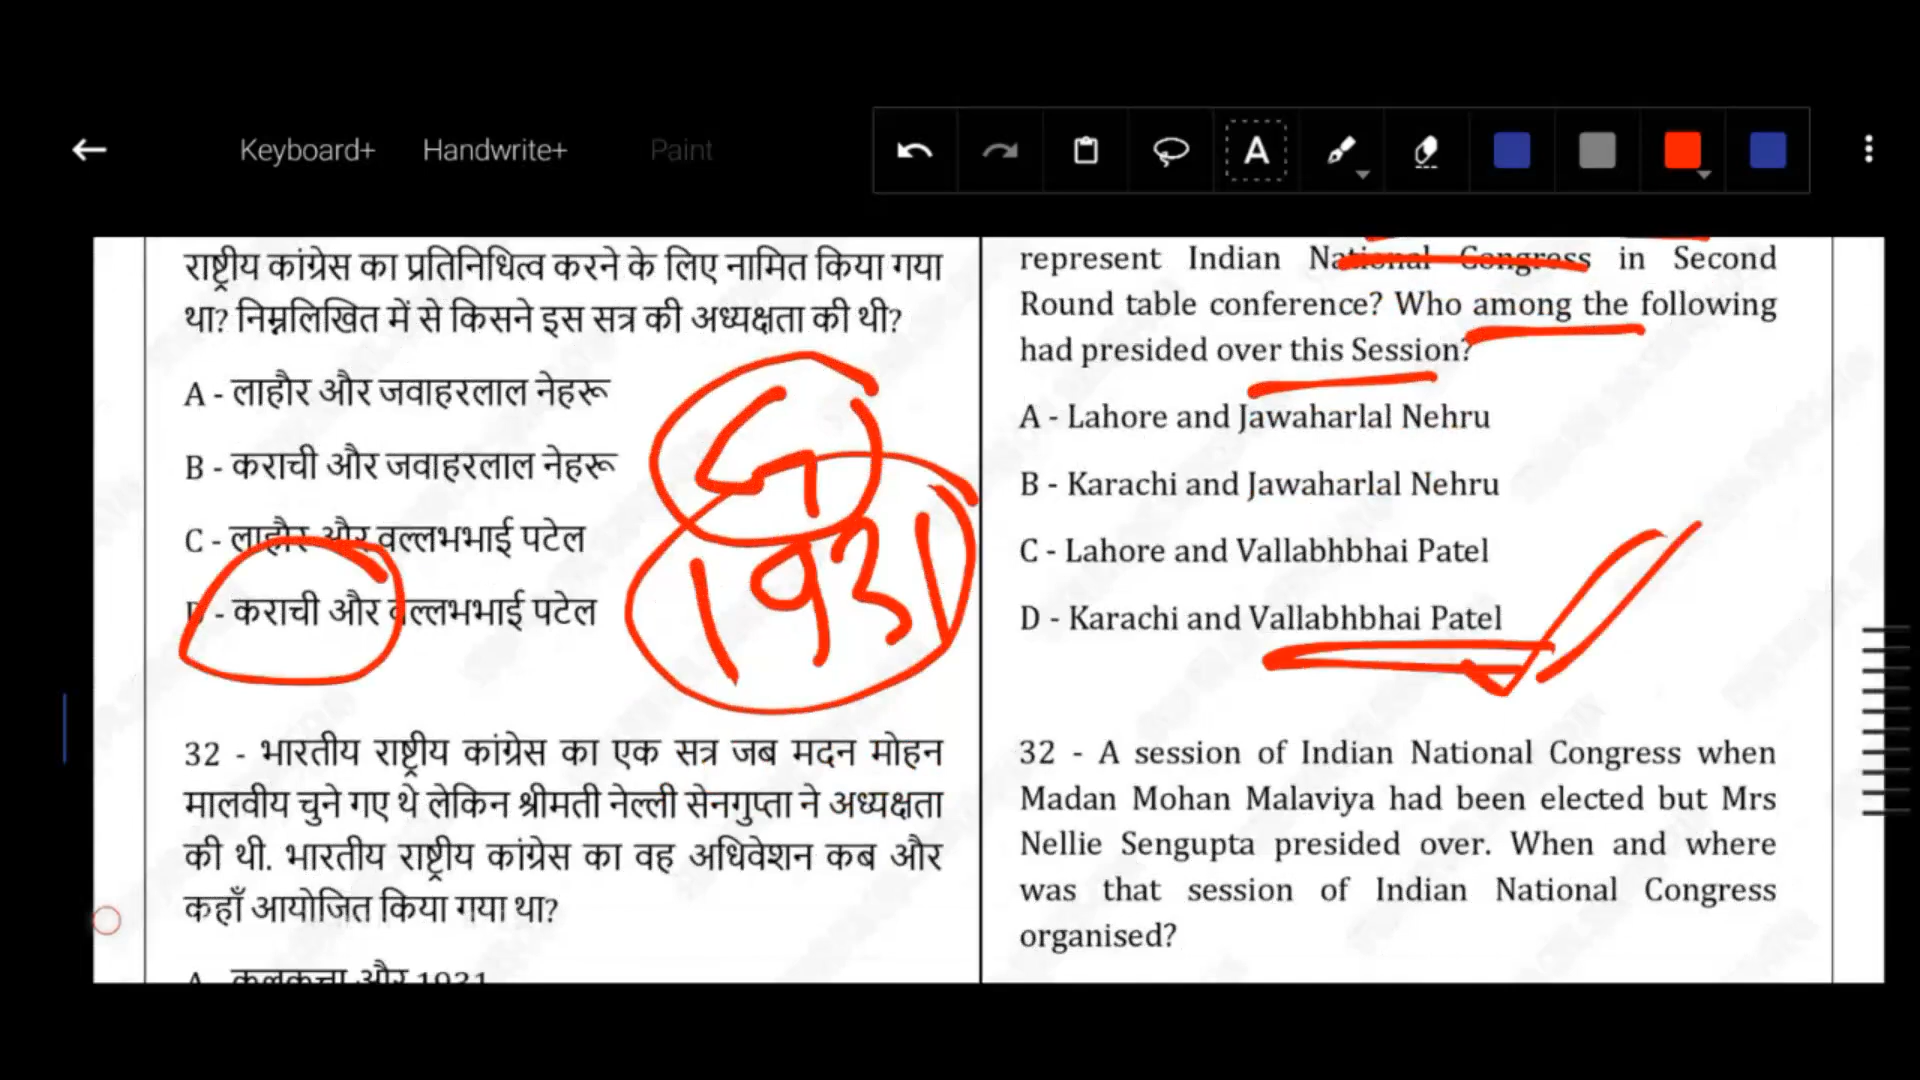 Keyboard+ Handwrite+ Paint A
राष्ट्रीय कांग्रेस का प्रतिनिधित्व करने के लिए नामित किया गया
था? निम्नलिखित में से किसने इस सत्र की अध्यक्षता की थी?
A - लाहौर और जवाहरलाल नेहरू
B - कराची और जवाहरलाल नेहरू
C - लाहौर और वल्लभभाई पटेल
D - कराची और वल्लभभाई पटेल
1931
32 - भारतीय राष्ट्रीय कांग्रेस का एक सत्र जब मदन मोहन
मालवीय चुने गए थे लेकिन श्रीमती नेल्ली सेनगुप्ता ने अध्यक्षता
की थी. भारतीय राष्ट्रीय कांग्रेस का वह अधिवेशन कब और
कहाँ आयोजित किया गया था?
A - कलकत्ता और 1931
represent Indian National Congress in Second
Round table conference? Who among the following
had presided over this Session?
A - Lahore and Jawaharlal Nehru
B - Karachi and Jawaharlal Nehru
C - Lahore and Vallabhbhai Patel
D - Karachi and Vallabhbhai Patel
32 - A session of Indian National Congress when
Madan Mohan Malaviya had been elected but Mrs
Nellie Sengupta presided over. When and where
was that session of Indian National Congress
organised?